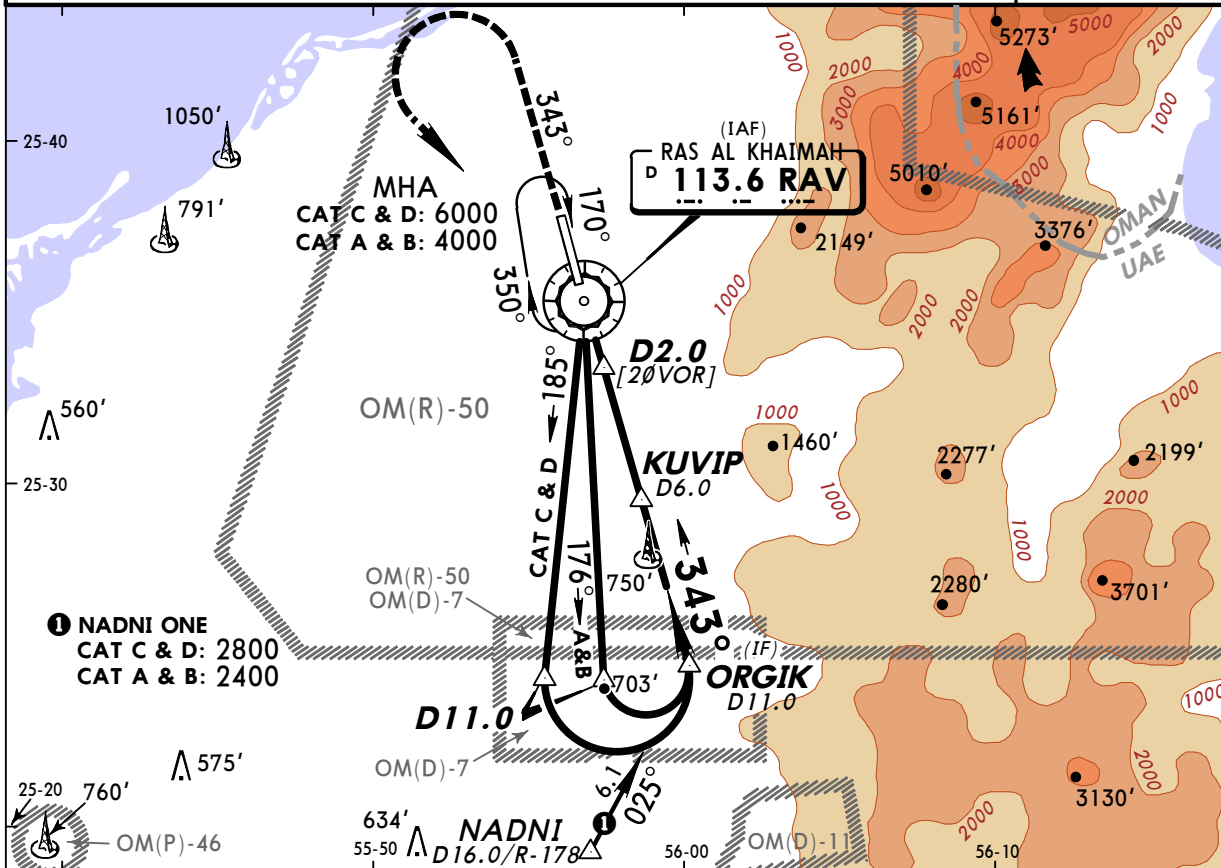 5273'
5000
1000
2000
2000
4000
3000
1050'
5161'
1000
25-40
343°
(IAF)
RAS AL KHAIMAH
D 113.6 RAV
4000
3000
5010'
MHA
CAT C & D: 6000
CAT A & B: 4000
170°
791'
2149'
3376'
OMAN
UAE
350°
1000
2000
2000
D2.0
[20VOR]
185°
CAT C & D
OM(R)-50
560'
1000
1460'
1000
KUVIP
D6.0
2277'
2199'
25-30
1000
2000
1000
176°
A&B
750'
343°
OM(R)-50
OM(D)-7
2280'
3701'
1 NADNI ONE
CAT C & D: 2800
CAT A & B: 2400
(IF)
ORGIK
D11.0
703'
D11.0
1000
OM(D)-7
575'
6.1
025°
2000
3130'
25-20
760'
634'
1
NADNI
D16.0/R-178
2000
OM(P)-46
OM(D)-11
55-50
56-00
56-10